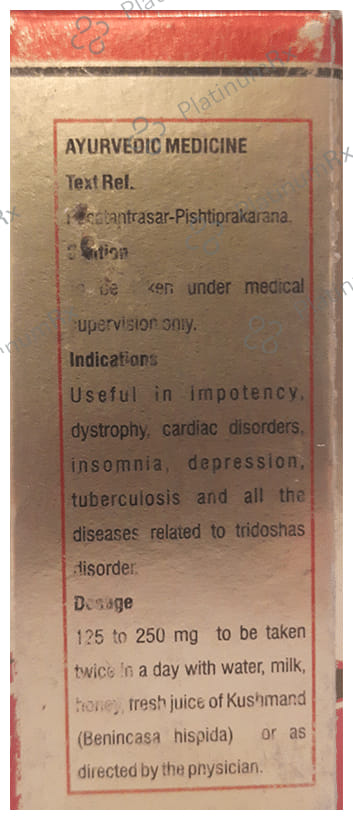 AYURVEDIC MEDICINE
Text Ref.
-Pishtiprakarana.
be under medical
supervision only.
Indications
Useful in impotency,
dystrophy, cardiac disorders,
insomnia, depression,
tuberculosis and all the
diseases related to tridoshas
disorder.
Dosage
125 to 250 mg to be taken
twice in a day with water, milk,
honey, fresh juice of Kushmand
(Benincasa hispida) or as
directed by the physician.
PlatinumRx